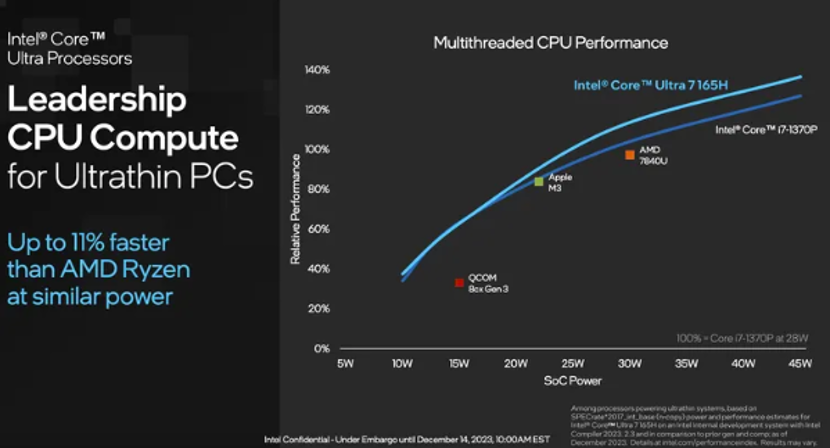 Intel® Core™
Ultra Processors
Leadership
CPU Compute
for Ultrathin PCs
Up to 11% faster
than AMD Ryzen
at similar power
Multithreaded CPU Performance
Relative Performance
140%
120%
100%
80%
60%
40%
20%
0%
Intel® Core™ Ultra 7 165H
Intel® Core™ i7-1370P
AMD
7840U
Apple
M3
QCOM
8cx Gen 3
100% = Core i7-1370P at 28W
5W 10W 15W 20W 25W 30W 35W 40W 45W
SoC Power
Among processors powering ultrathin systems, based on
SPECrate®2017_int_base (n-copy) power and performance estimates for
Intel® Core™ Ultra 7 165H on an Intel internal development system with Intel
Compiler 2023. 2.3 and in comparison to prior gen and comp; as of
December 2023. Details at intel.com/performanceindex. Results may vary.
Intel Confidential - Under Embargo until December 14, 2023, 10:00AM EST